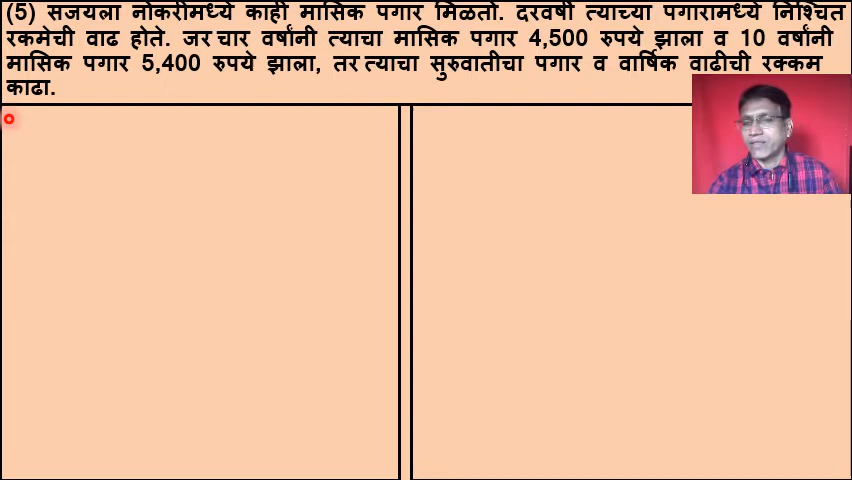 (5) संजयला नोकरीमध्ये काही मासिक पगार मिळतो. दरवर्षी त्याच्या पगारामध्ये निश्चित
रकमेची वाढ होते. जर चार वर्षांनी त्याचा मासिक पगार 4,500 रुपये झाला व 10 वर्षांनी
मासिक पगार 5,400 रुपये झाला, तर त्याचा सुरुवातीचा पगार व वार्षिक वाढीची रक्कम
काढा.